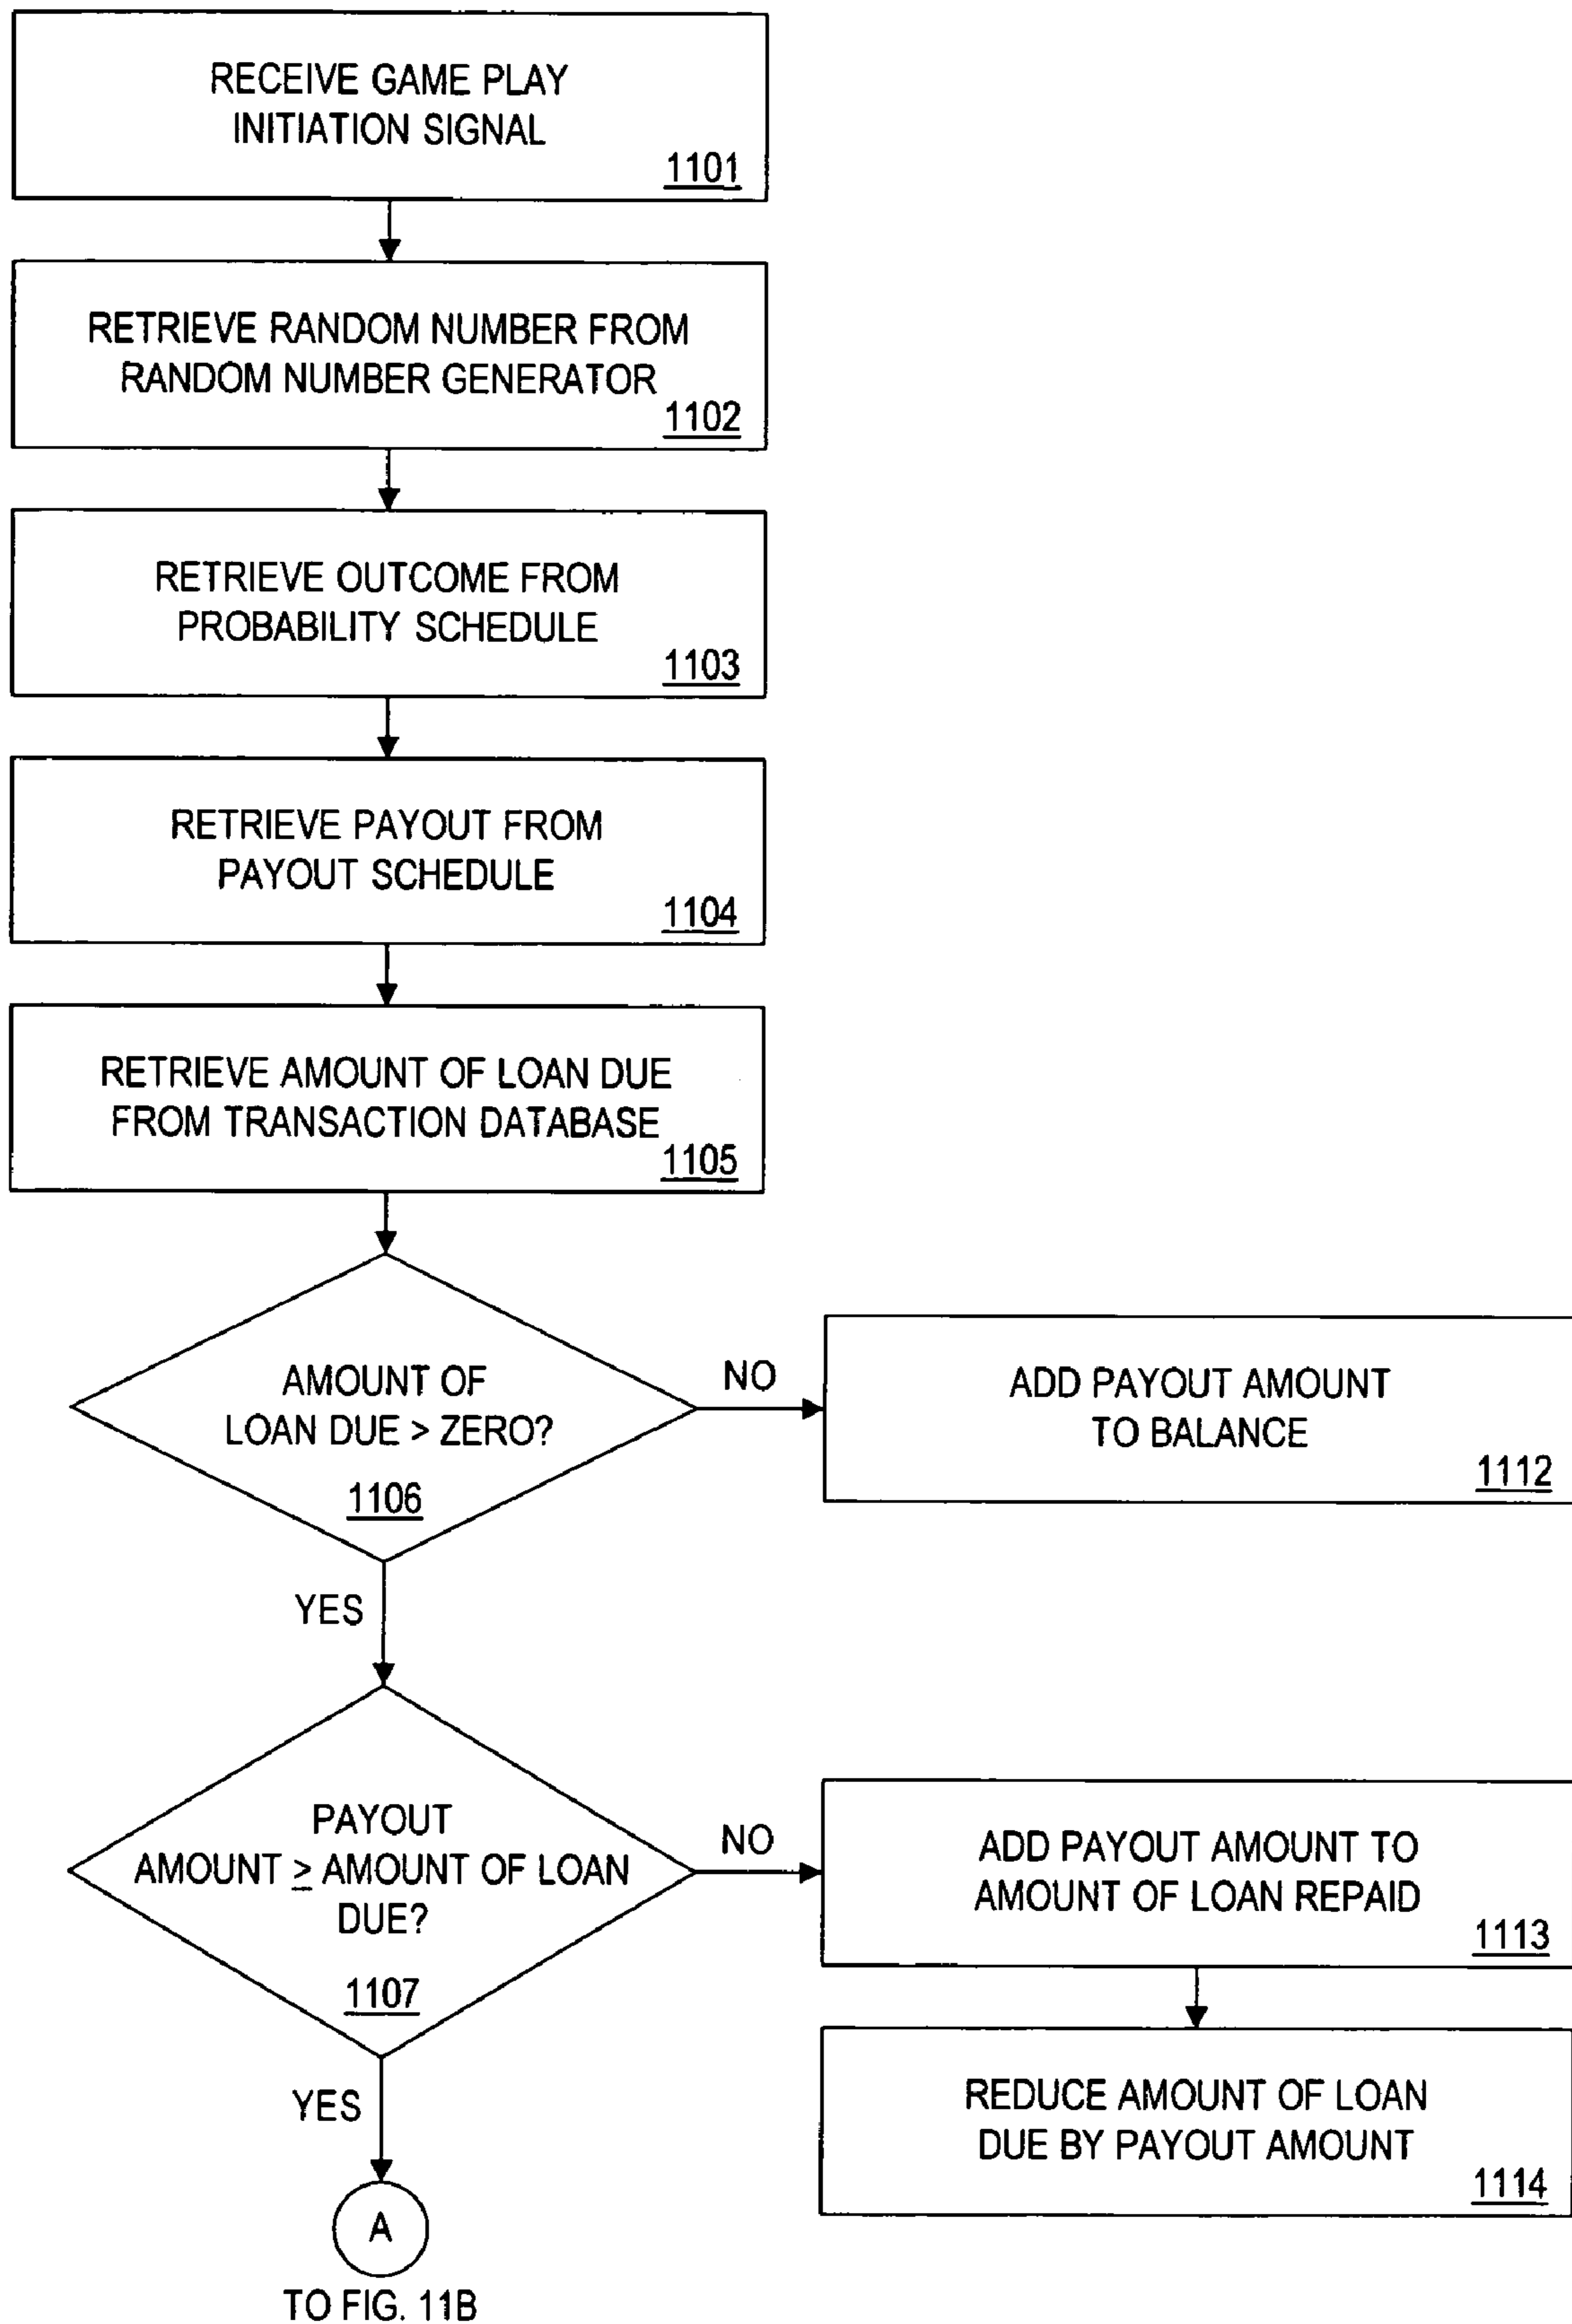 RECEIVE GAME PLAY
INITIATION SIGNAL
1101
RETRIEVE RANDOM NUMBER FROM
RANDOM NUMBER GENERATOR
1102
RETRIEVE OUTCOME FROM
PROBABILITY SCHEDULE
1103
RETRIEVE PAYOUT FROM
PAYOUT SCHEDULE
1104
RETRIEVE AMOUNT OF LOAN DUE
FROM TRANSACTION DATABASE
1105
AMOUNT OF
LOAN DUE > ZERO?
1106
NO
ADD PAYOUT AMOUNT
TO BALANCE
1112
YES
PAYOUT
AMOUNT ≥ AMOUNT OF LOAN
DUE?
1107
NO
ADD PAYOUT AMOUNT TO
AMOUNT OF LOAN REPAID
1113
REDUCE AMOUNT OF LOAN
DUE BY PAYOUT AMOUNT
1114
YES
A
TO FIG. 11B